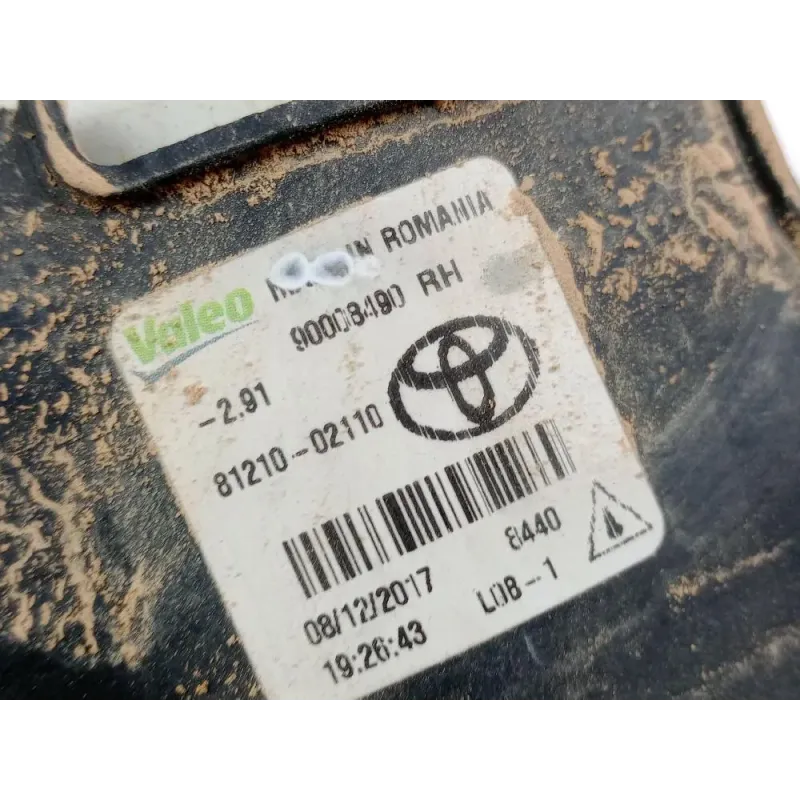 Valeo
IN ROMANIA
90008490 RH
-2.91
81210-02110
8440
08/12/2017
L08-1
19:26:43